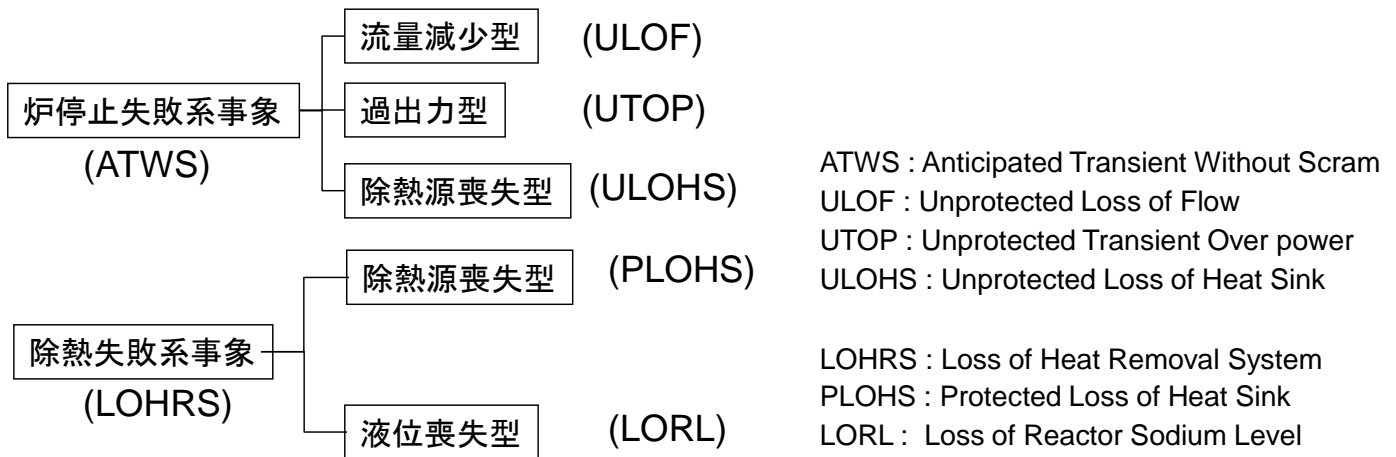 流量減少型 (ULOF)
過出力型 (UTOP)
炉停止失敗系事象
(ATWS)
除熱源喪失型 (ULOHS)
除熱源喪失型 (PLOHS)
除熱失敗系事象
(LOHRS)
液位喪失型 (LORL)
ATWS : Anticipated Transient Without Scram
ULOF : Unprotected Loss of Flow
UTOP : Unprotected Transient Over power
ULOHS : Unprotected Loss of Heat Sink
LOHRS : Loss of Heat Removal System
PLOHS : Protected Loss of Heat Sink
LORL : Loss of Reactor Sodium Level